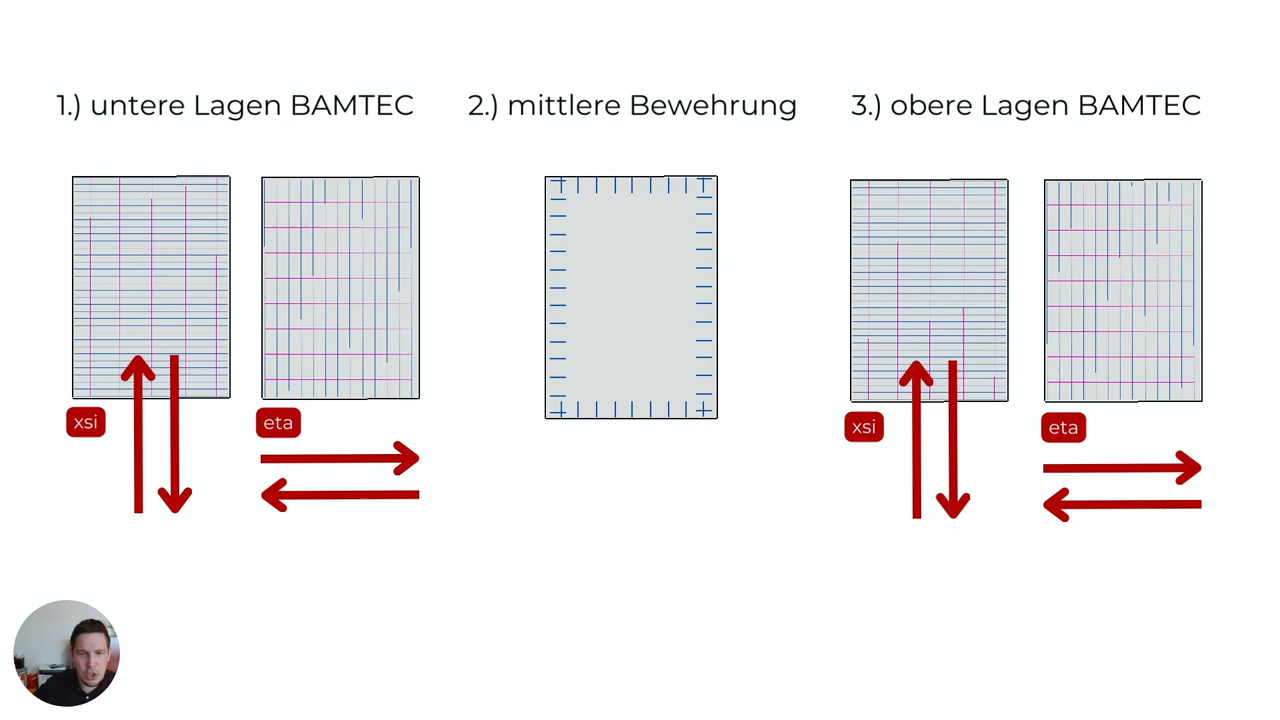 1.) untere Lagen BAMTEC
2.) mittlere Bewehrung
3.) obere Lagen BAMTEC
xsi
eta
xsi
eta